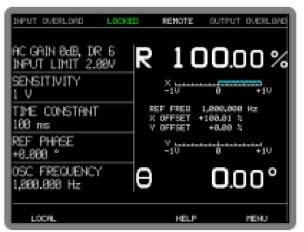 INPUT OVERLOAD LOCKED REMOTE OUTPUT OVERLOAD
AC GAIN 0dB, DR 6
INPUT LIMIT 2.00V
R 100.00 %
SENSITIVITY
1 V
X
-1V 0 +1V
TIME CONSTANT
100 ms
REF FREQ 1,000.000 Hz
X OFFSET +100.01 %
Y OFFSET +0.00 %
REF PHASE
+0.000 °
Y
-1V 0 +1V
OSC FREQUENCY
1,000.000 Hz
θ 0.00°
LOCAL HELP MENU